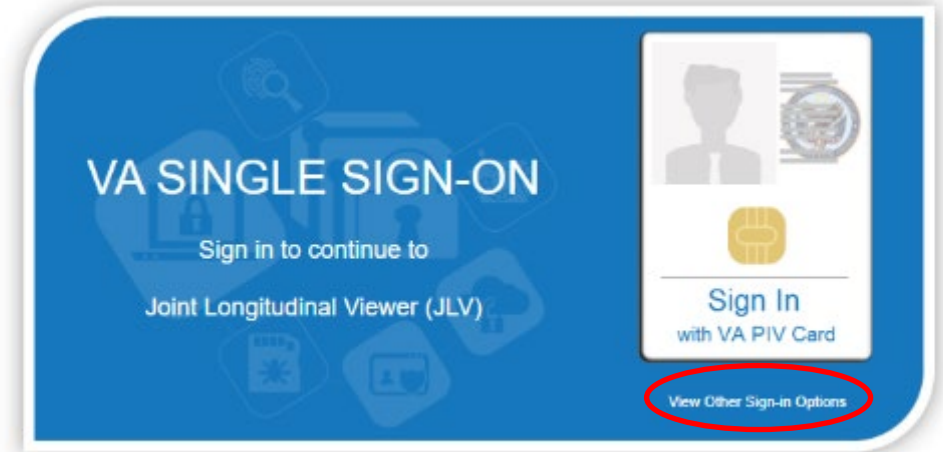 VA SINGLE SIGN-ON
Sign in to continue to
Joint Longitudinal Viewer (JLV)
Sign In
with VA PIV Card
View Other Sign-in Options